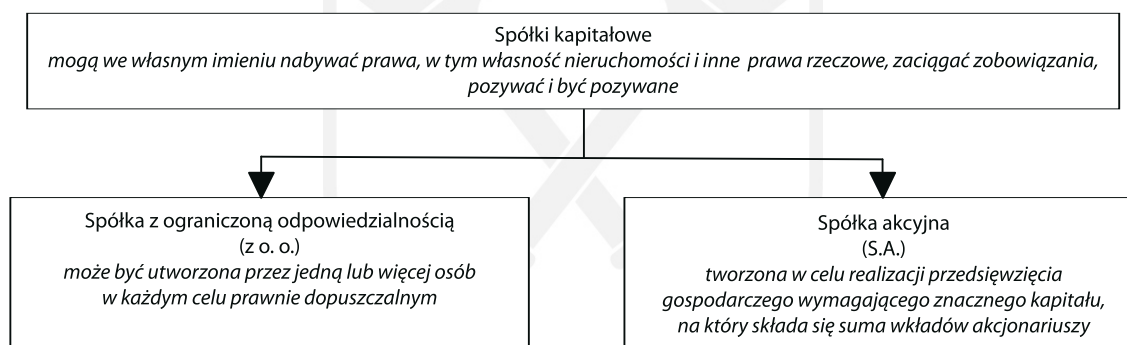 Spółki kapitałowe
mogą we własnym imieniu nabywać prawa, w tym własność nieruchomości i inne prawa rzeczowe, zaciągać zobowiązania,
pozywać i być pozywane
Spółka z ograniczoną odpowiedzialnością
(z o. o.)
może być utworzona przez jedną lub więcej osób
w każdym celu prawnie dopuszczalnym
Spółka akcyjna
(S.A.)
tworzona w celu realizacji przedsięwzięcia
gospodarczego wymagającego znacznego kapitału,
na który składa się suma wkładów akcjonariuszy